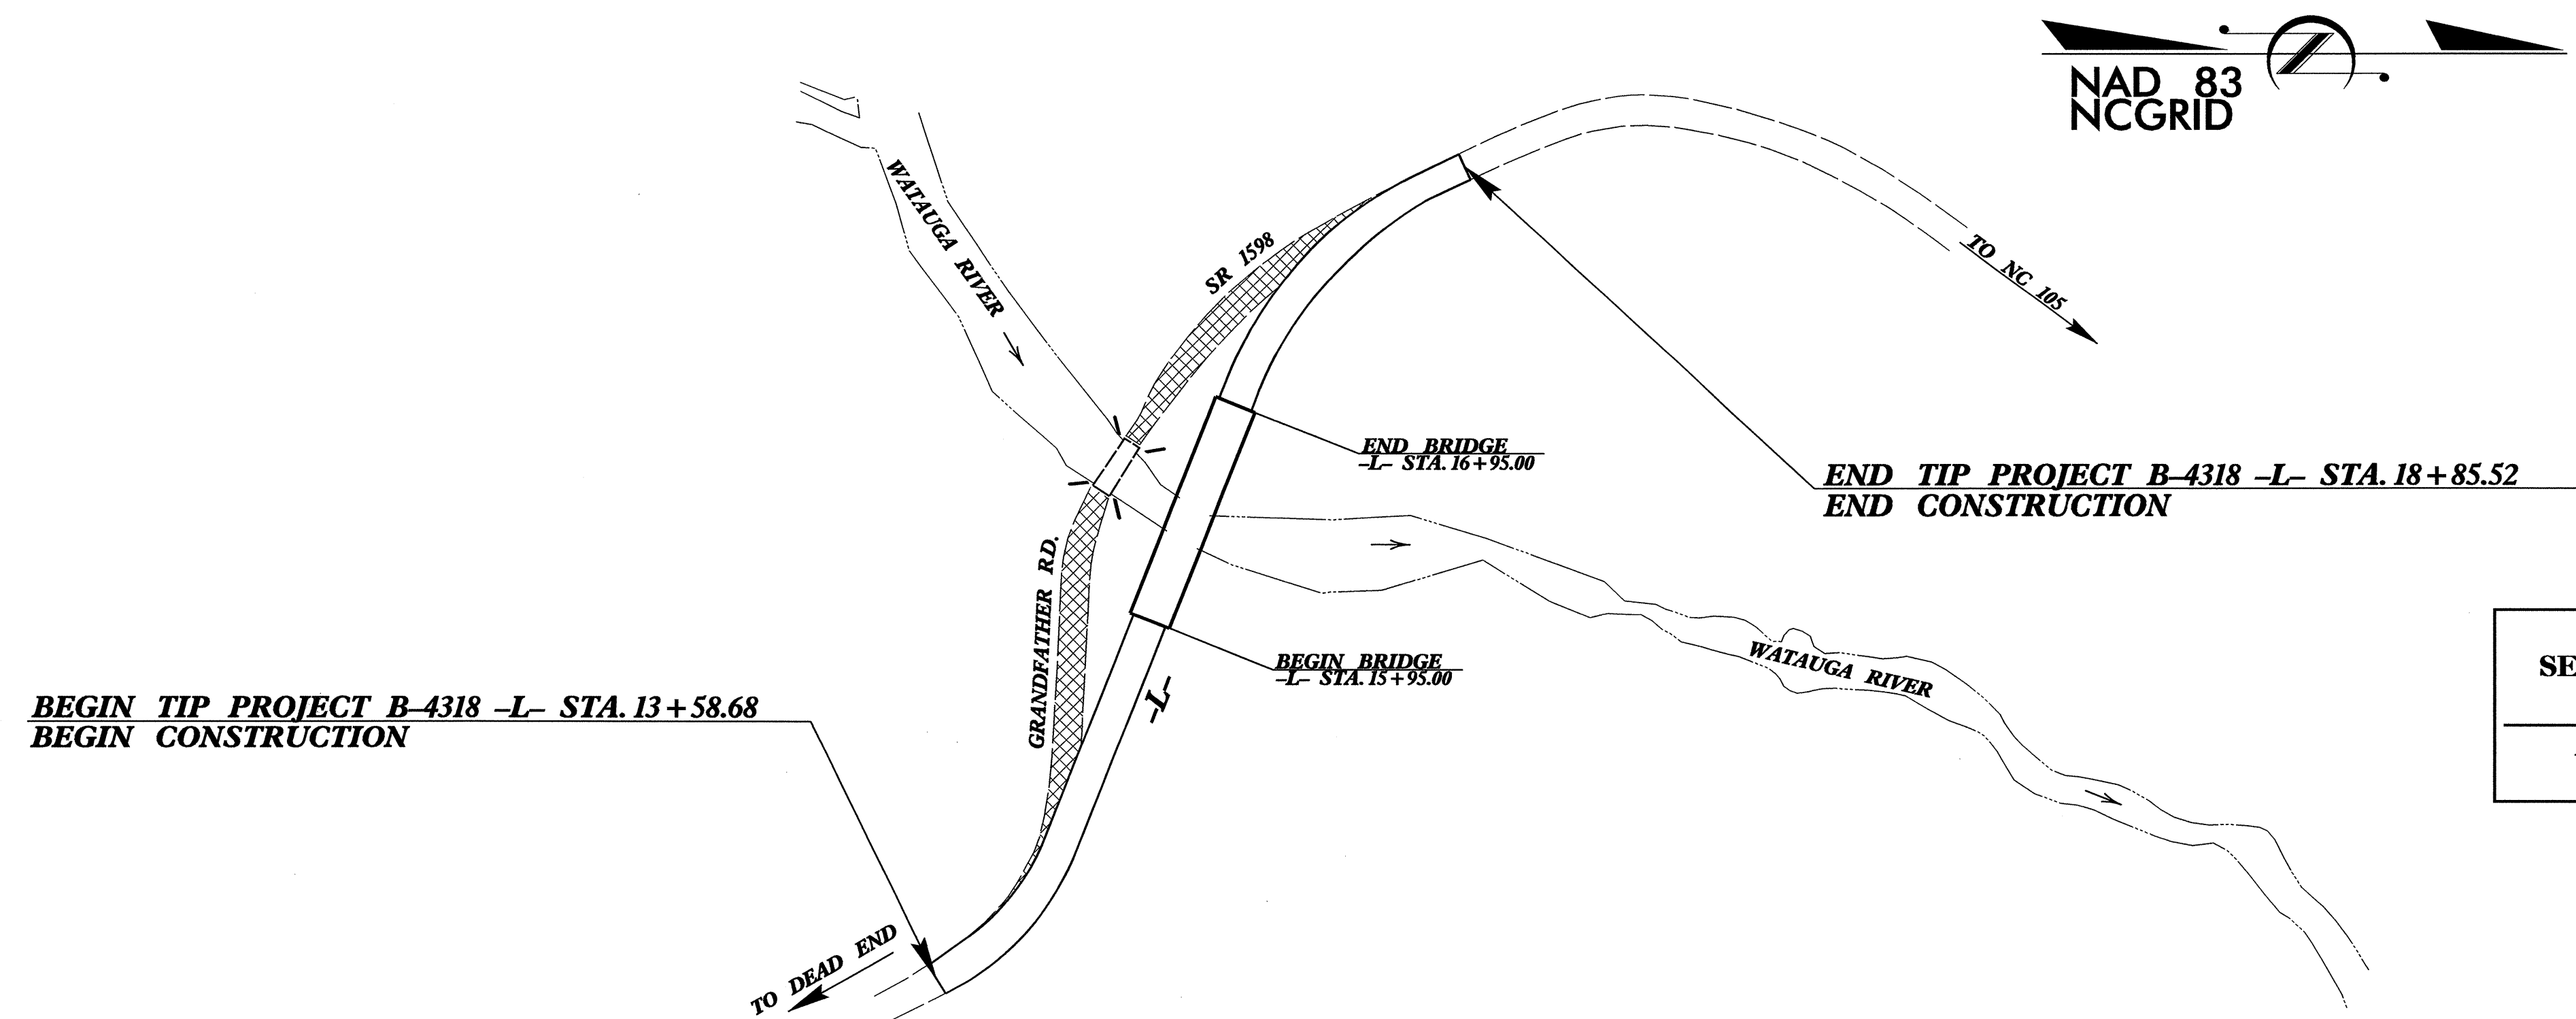 NAD 83
NCGRID
WATAUGA RIVER
SR 1598
TO NC 105
END BRIDGE
–L– STA. 16+95.00
END TIP PROJECT B–4318 –L– STA. 18+85.52
END CONSTRUCTION
GRANDFATHER RD.
BEGIN BRIDGE
–L– STA. 15+95.00
WATAUGA RIVER
SE
–L–
BEGIN TIP PROJECT B–4318 –L– STA. 13+58.68
BEGIN CONSTRUCTION
TO DEAD END